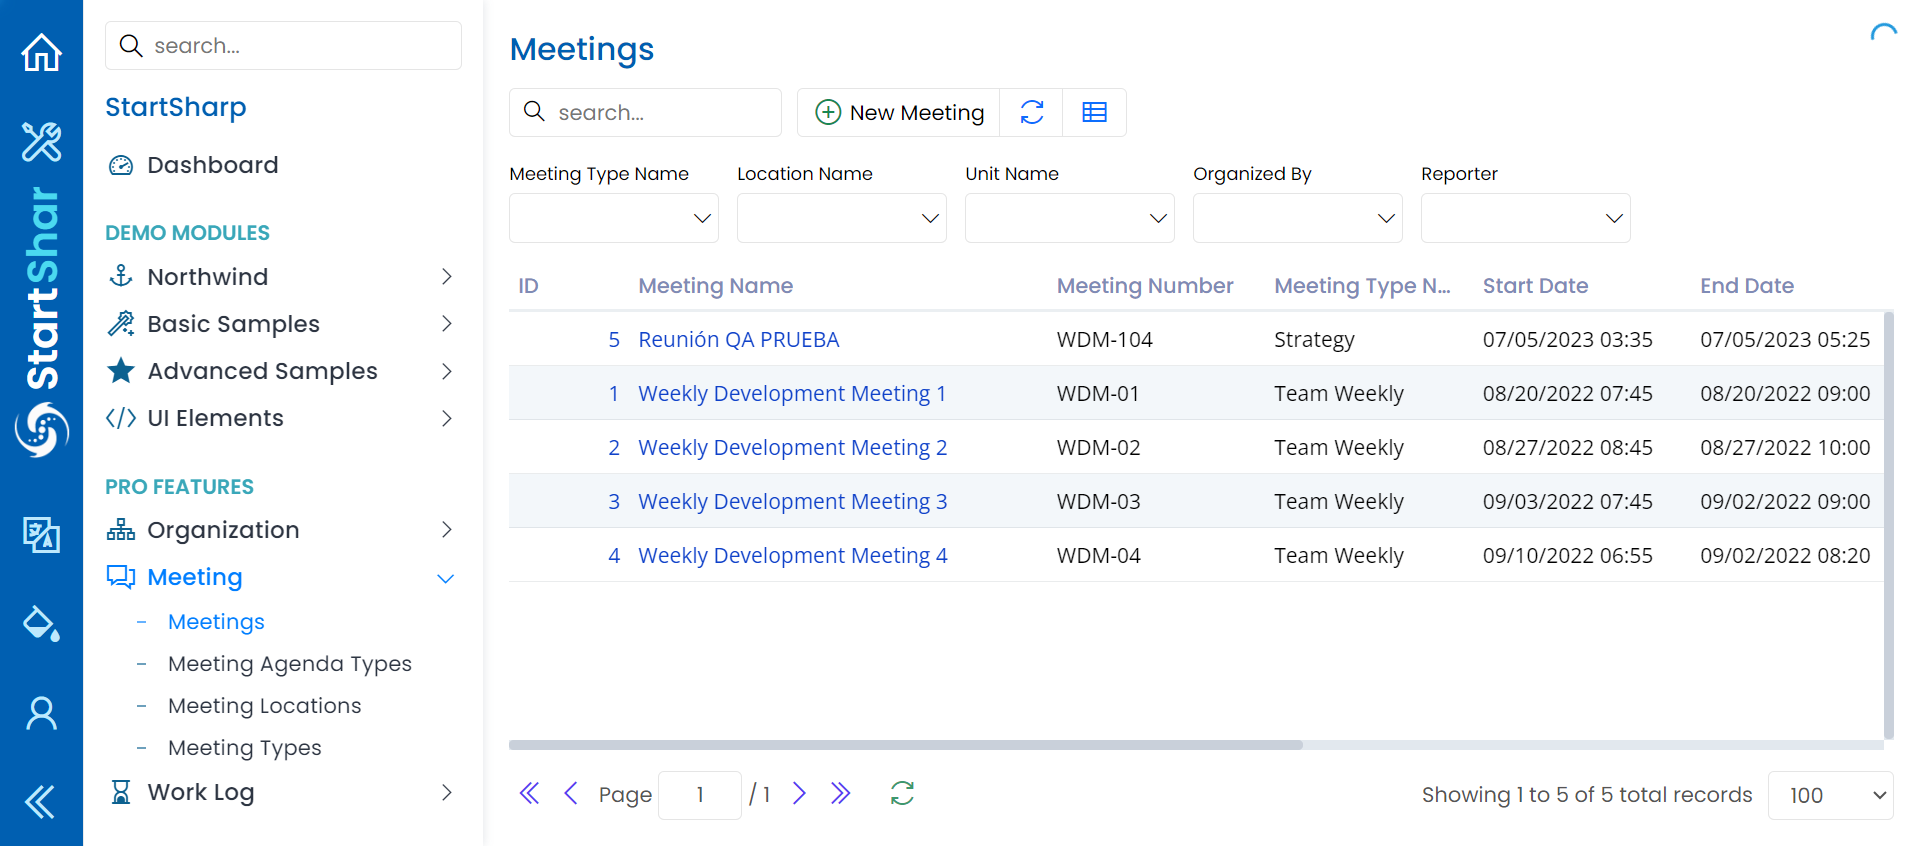 StartShar
search...
StartSharp
Dashboard
DEMO MODULES
Northwind
Basic Samples
Advanced Samples
UI Elements
PRO FEATURES
Organization
Meeting
Meetings
Meeting Agenda Types
Meeting Locations
Meeting Types
Work Log
Meetings
search...
New Meeting
Meeting Type Name Location Name Unit Name Organized By Reporter
ID Meeting Name Meeting Number Meeting Type N... Start Date End Date
5 Reunión QA PRUEBA WDM-104 Strategy 07/05/2023 03:35 07/05/2023 05:25
1 Weekly Development Meeting 1 WDM-01 Team Weekly 08/20/2022 07:45 08/20/2022 09:00
2 Weekly Development Meeting 2 WDM-02 Team Weekly 08/27/2022 08:45 08/27/2022 10:00
3 Weekly Development Meeting 3 WDM-03 Team Weekly 09/03/2022 07:45 09/02/2022 09:00
4 Weekly Development Meeting 4 WDM-04 Team Weekly 09/10/2022 06:55 09/02/2022 08:20
Page 1 / 1
Showing 1 to 5 of 5 total records 100